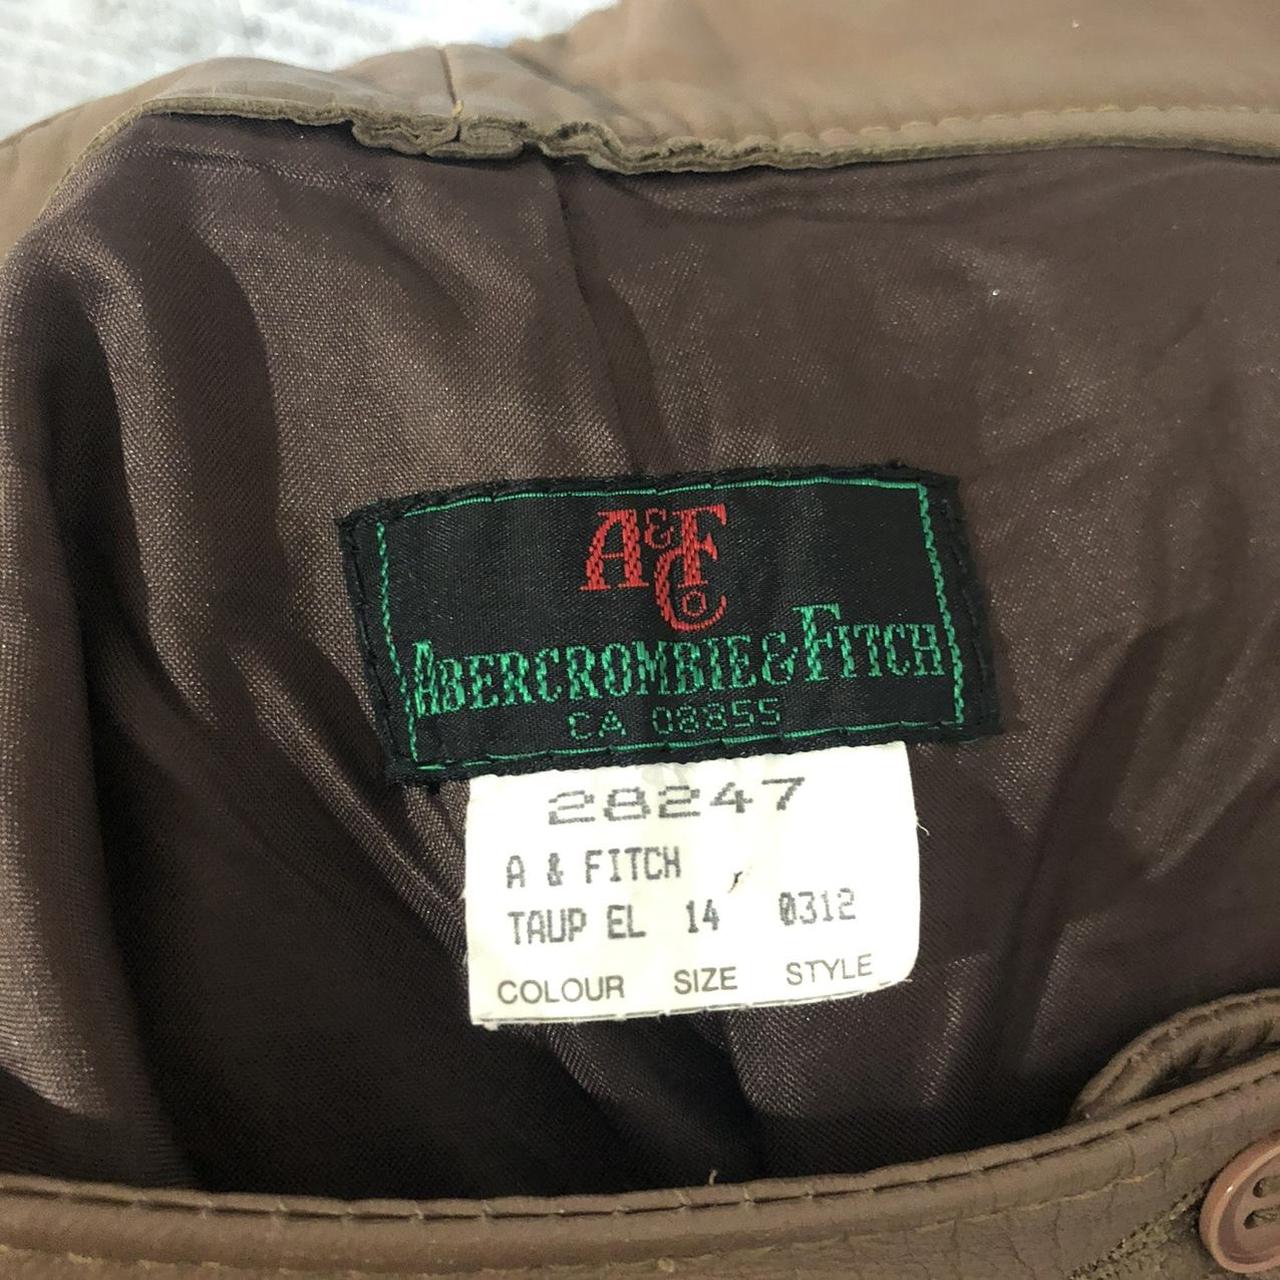 A&F
Co
ABERCROMBIE & FITCH
CA 08855
28247
A & FITCH
TAUP EL 14 0312
COLOUR SIZE STYLE